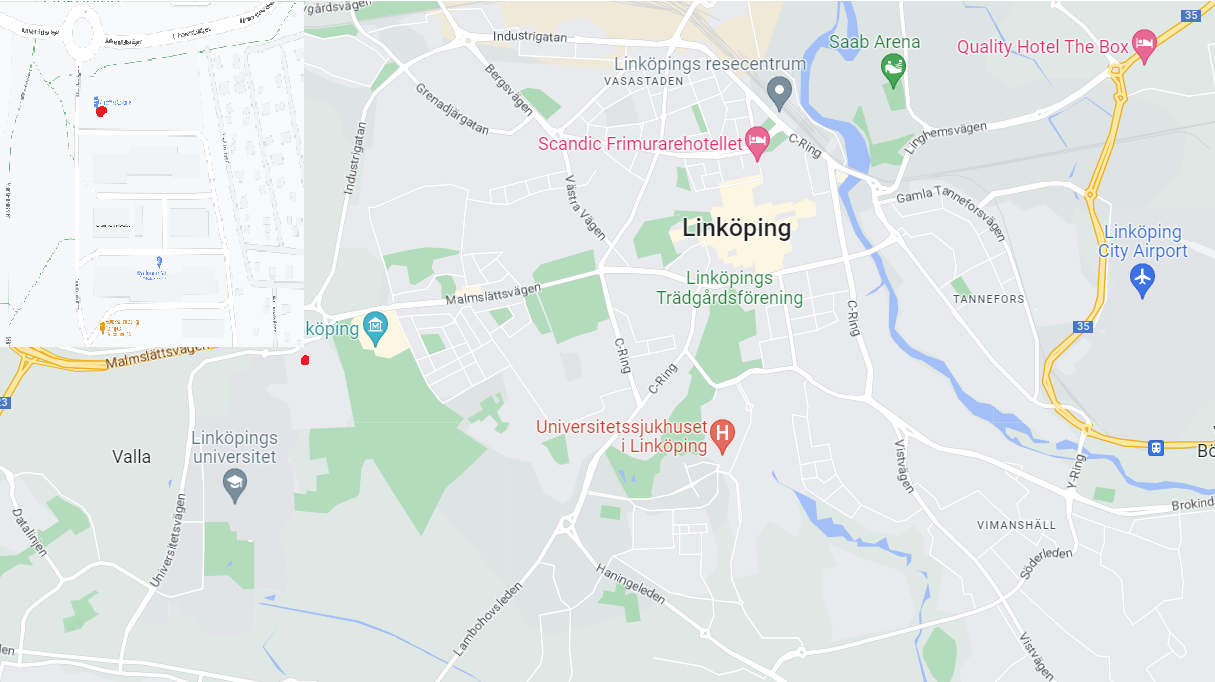 vgårdsvägen
Industrigatan
Saab Arena
35
Quality Hotel The Box
Linköpings resecentrum
VASASTADEN
Bergsvägen
Grenadjärgatan
Scandic Frimurarehotellet
C-Ring
Linghemsvägen
Industrigatan
Västra Vägen
Gamla Tanneforsvägen
Linköping
Linköping
City Airport
Linköpings
Trädgårdsförening
Malmslättsvägen
TANNEFORS
C-Ring
35
köping
C-Ring
Malmslättsvägen
C-Ring
23
Universitetssjukhuset
i Linköping
Linköpings
universitet
Valla
Vistvägen
Y-Ring
Datalinjen
Universitetsvägen
Brokind
VIMANSHÄLL
Söderleden
Haningeleden
Lambohovsleden
Vistvägen